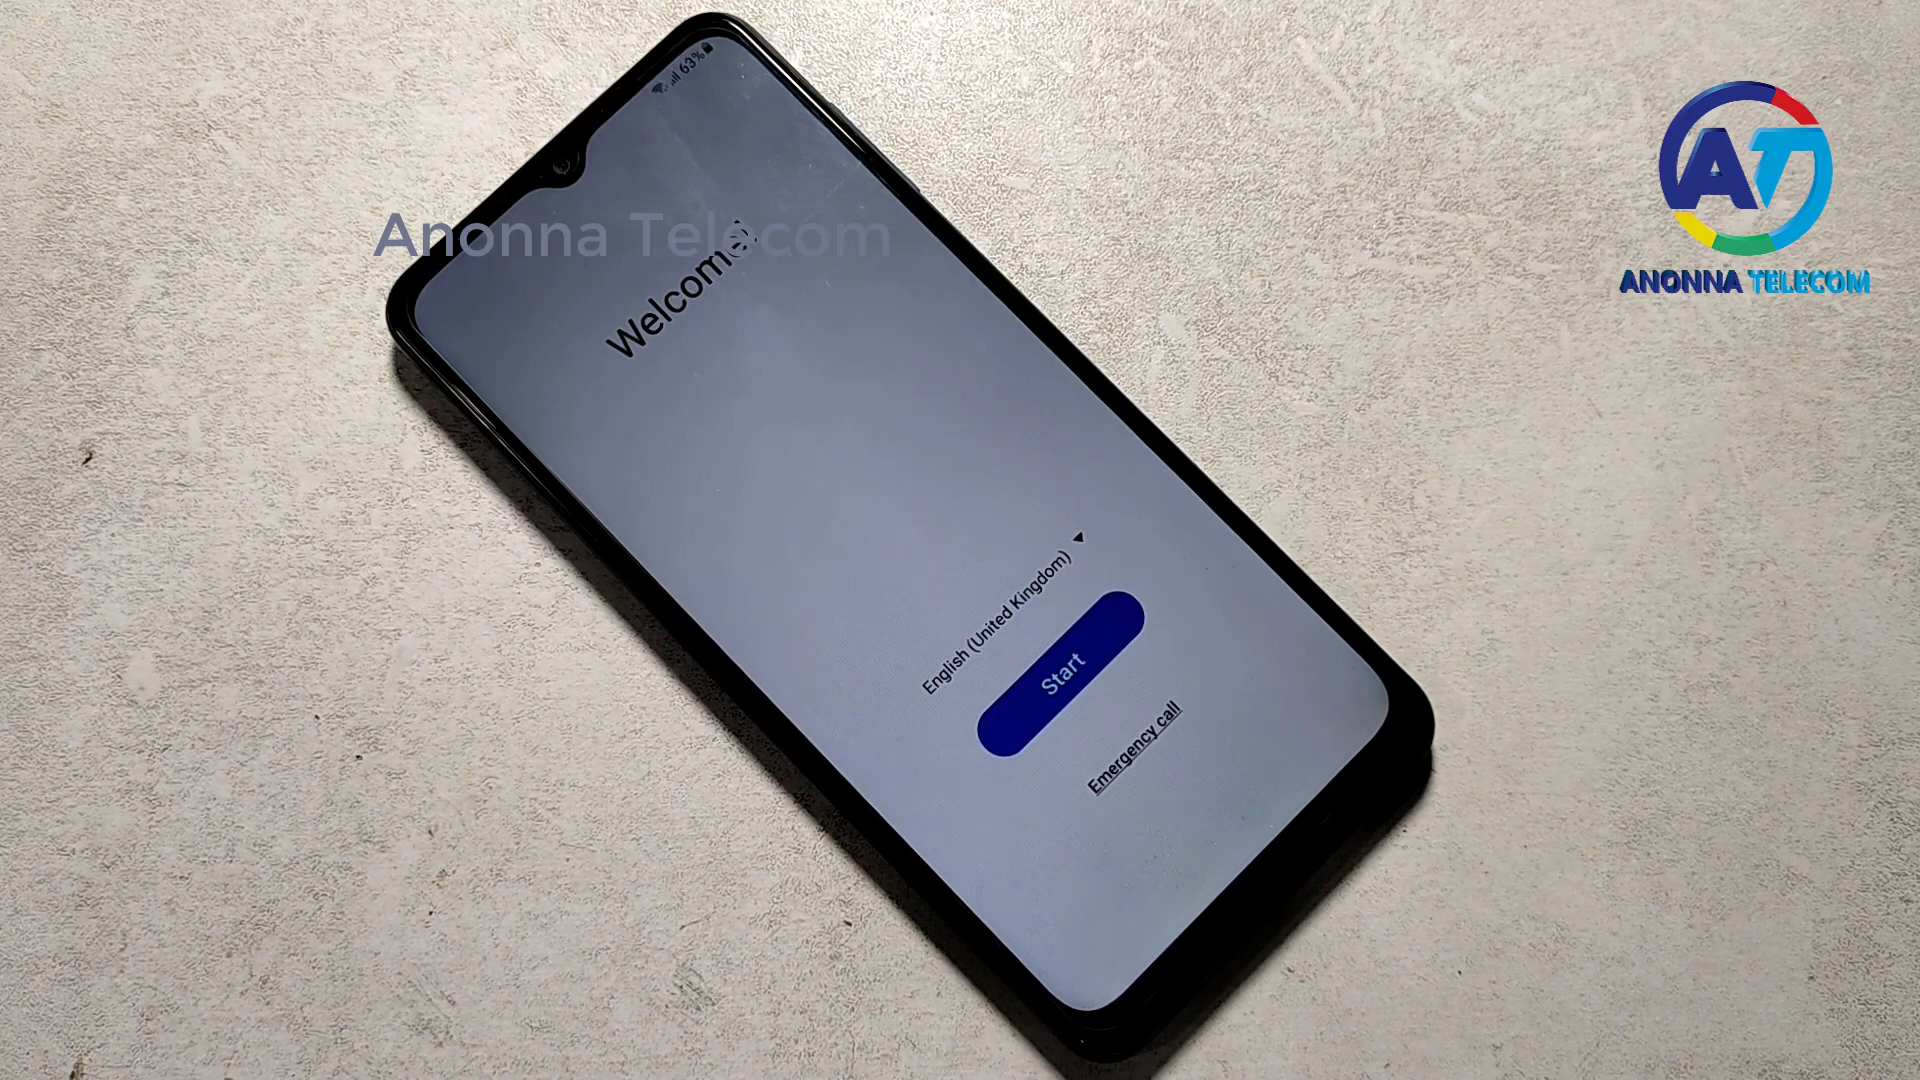 63%
Anonna Telecom
Welcome!
English (United Kingdom)
Start
Emergency call
AT
ANONNA TELECOM